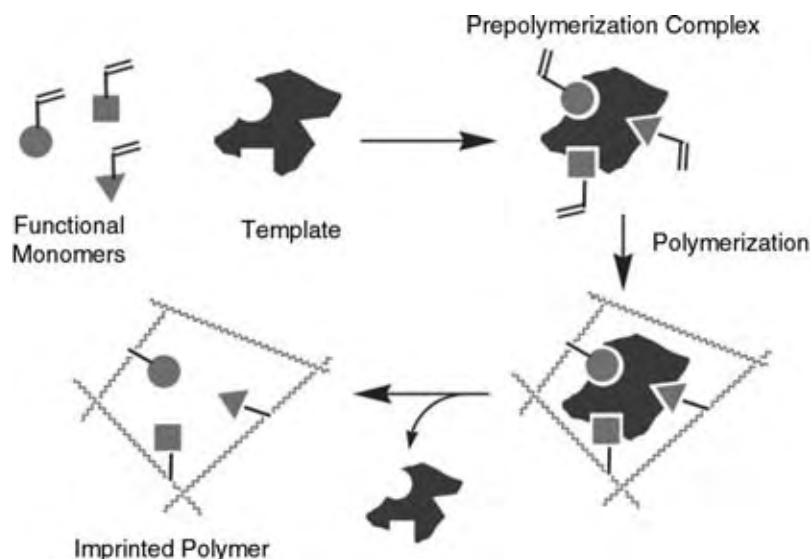 Prepolymerization Complex
Functional
Monomers
Template
Polymerization
Imprinted Polymer